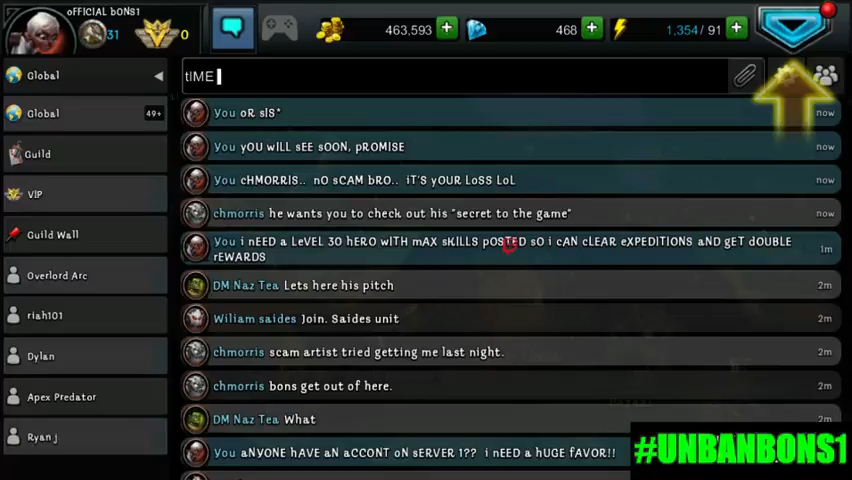 oFFICIAL bONS1
31
0
463,593
468
1,354 / 91
Global
tIME
Global
49+
You oR sIS*
now
Guild
You yOU wILL sEE sOON, pROMISE
now
VIP
You cHMORRIS.. nO sCAM bRO.. iT'S yOUR LoSS LoL
now
Guild Wall
chmorris he wants you to check out his "secret to the game"
now
Overlord Arc
You i nEED a LeVEL 30 hERO wITH mAX sKILLS pOSTED sO i cAN cLEAR eXPEDITIONS aND gET dOUBLE
rEWARDS
1m
riah101
DM Naz Tea Lets here his pitch
2m
Wiliam saides Join. Saides unit
2m
Dylan
chmorris scam artist tried getting me last night.
2m
Apex Predator
chmorris bons get out of here.
2m
Ryan j
DM Naz Tea What
2m
You aNYONE hAVE aN aCCONT oN sERVER 1?? i nEED a hUGE fAVOR!!
#UNBANBONS1